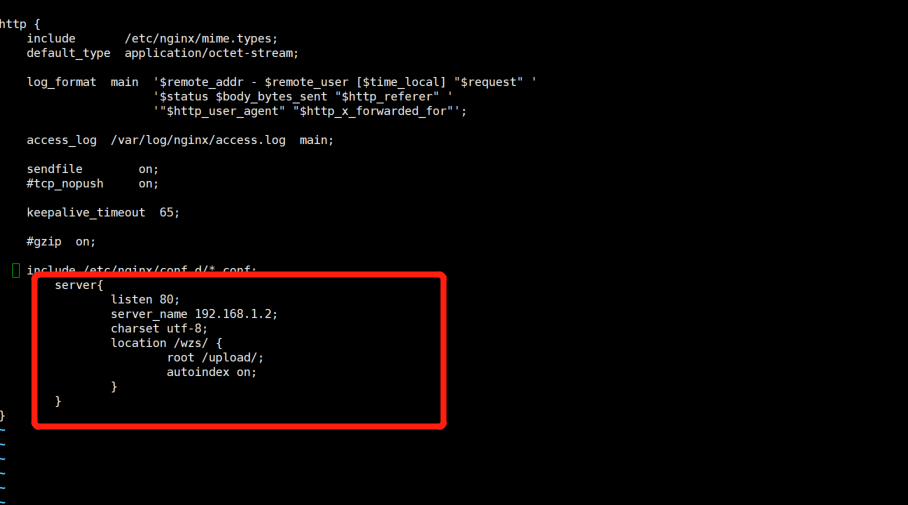 http {
    include       /etc/nginx/mime.types;
    default_type  application/octet-stream;
    log_format  main  '$remote_addr - $remote_user [$time_local] "$request" '
                      '$status $body_bytes_sent "$http_referer" '
                      '"$http_user_agent" "$http_x_forwarded_for"';
    access_log  /var/log/nginx/access.log  main;
    sendfile        on;
    #tcp_nopush     on;
    keepalive_timeout  65;
    #gzip  on;
    include /etc/nginx/conf.d/*.conf;
        server{
                listen 80;
                server_name 192.168.1.2;
                charset utf-8;
                location /wzs/ {
                        root /upload/;
                        autoindex on;
                }
        }
}
~
~
~
~
~
~